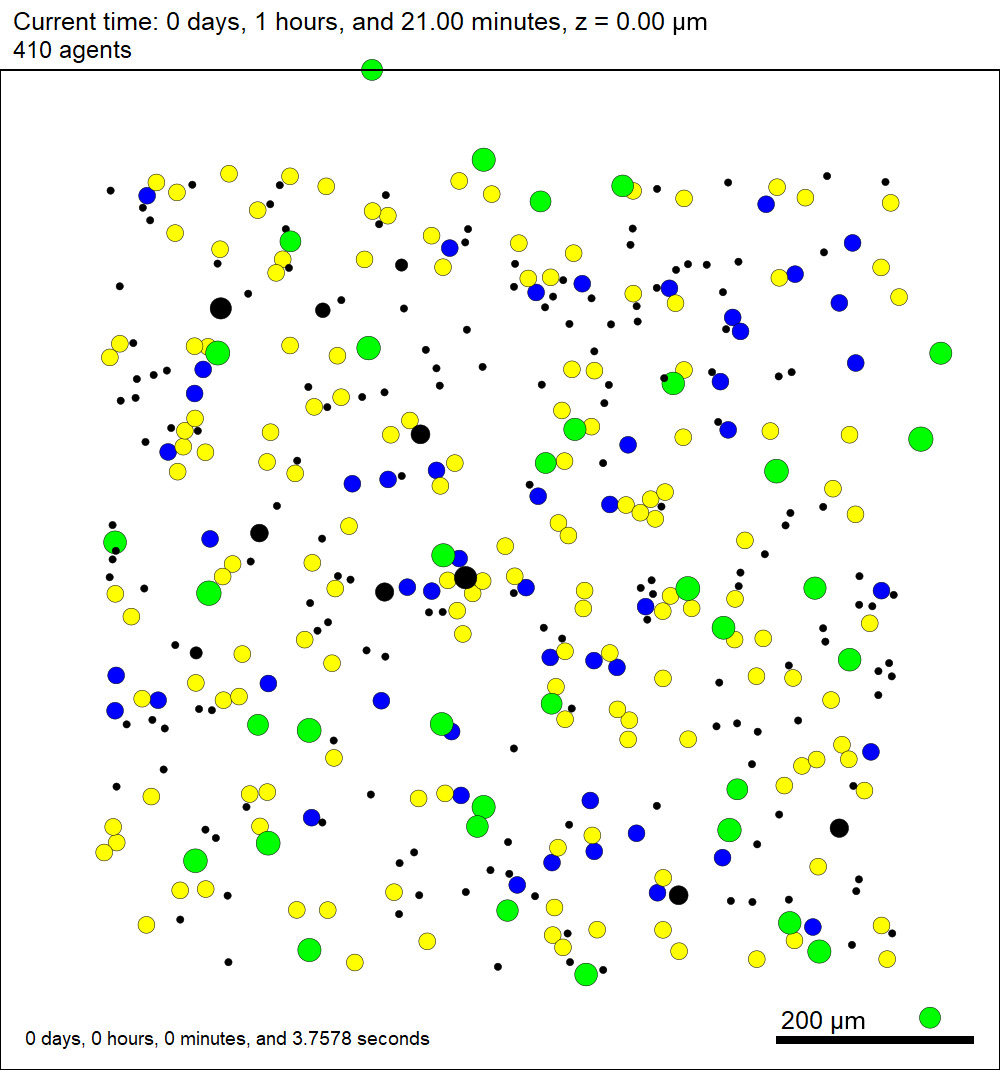 Current time: 0 days, 1 hours, and 21.00 minutes, z = 0.00 µm
410 agents
200 µm
0 days, 0 hours, 0 minutes, and 3.7578 seconds